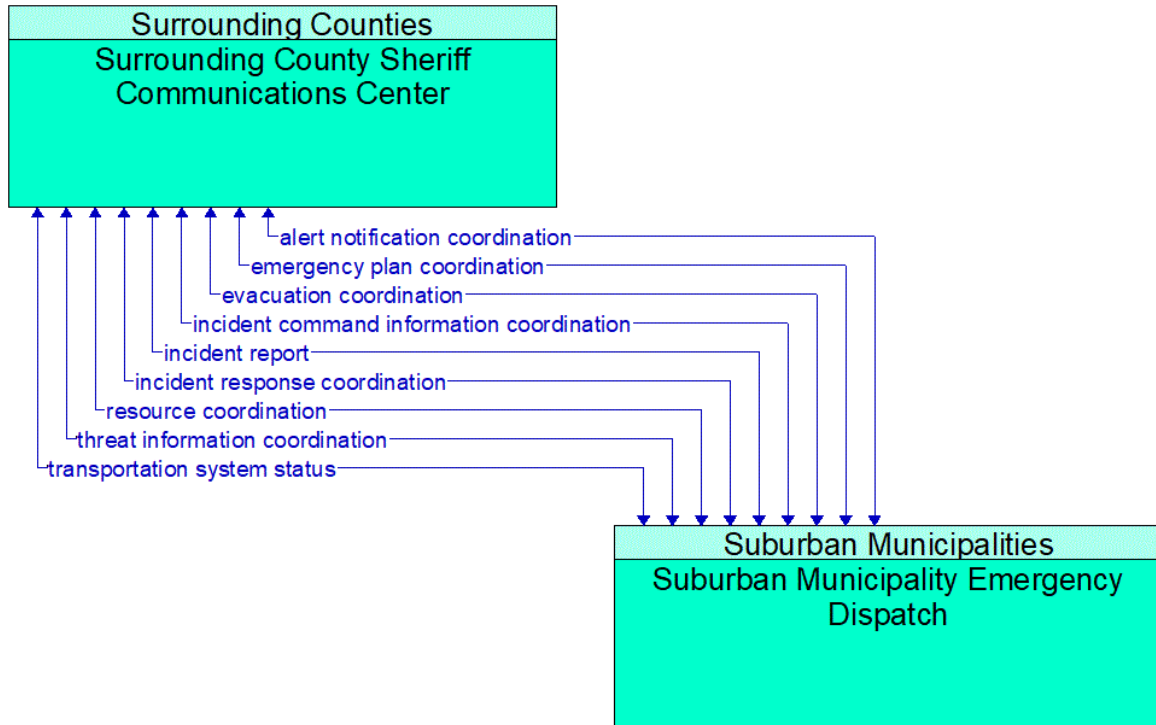 Surrounding Counties
Surrounding County Sheriff
Communications Center
alert notification coordination
emergency plan coordination
evacuation coordination
incident command information coordination
incident report
incident response coordination
resource coordination
threat information coordination
transportation system status
Suburban Municipalities
Suburban Municipality Emergency
Dispatch